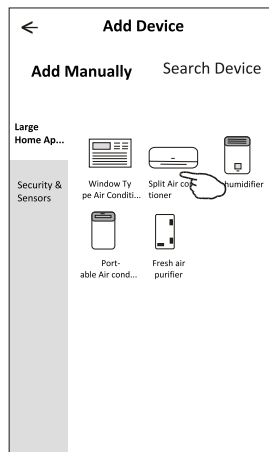 Add Device
Add Manually
Search Device
Large
Home Ap...
Security &
Sensors
Window Ty
pe Air Conditi...
Split Air con
tioner
humidifier
Port-
able Air cond...
Fresh air
purifier